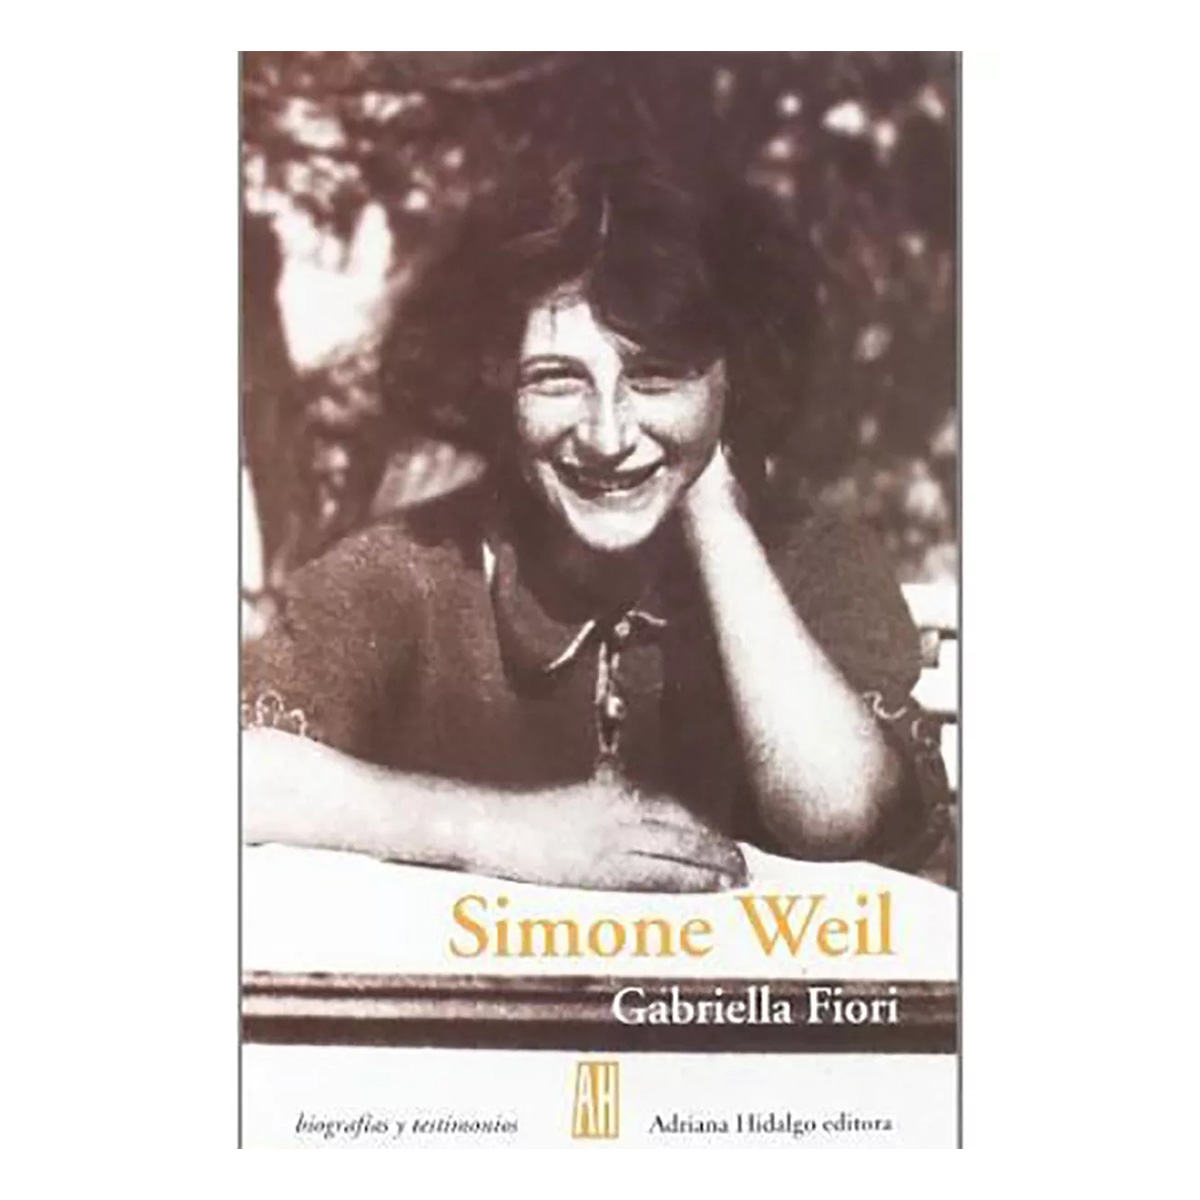 Simone Weil
Gabriella Fiori
AH
biografías y testimonios
Adriana Hidalgo editora